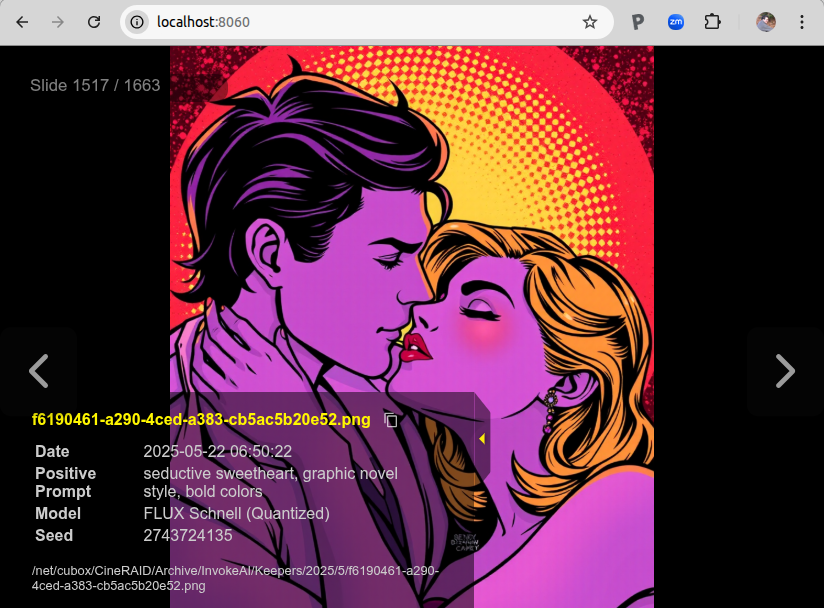 localhost:8060
zm
Slide 1517 / 1663
f6190461-a290-4ced-a383-cb5ac5b20e52.png
Date 2025-05-22 06:50:22
Positive Prompt seductive sweetheart, graphic novel
style, bold colors
Model FLUX Schnell (Quantized)
Seed 2743724135
/net/cubox/CineRAID/Archive/InvokeAI/Keepers/2025/5/f6190461-a290-
4ced-a383-cb5ac5b20e52.png